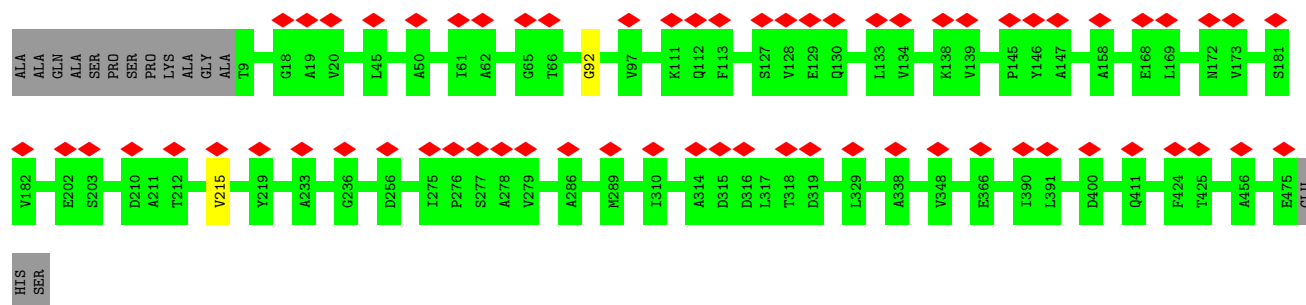 ALA ALA GLN ALA SER PRO SER PRO LYS ALA GLY ALA T9 G18 A19 V20 L45 A50 I61 A62 G65 T66 G92 V97 K111 Q112 F113 S127 V128 E129 Q130 L133 V134 K138 V139 P145 Y146 A147 A158 E168 L169 N172 V173 S181
V182 E202 S203 D210 A211 T212 V215 Y219 A233 G236 D256 I275 P276 S277 A278 V279 A286 M289 I310 A314 D315 D316 L317 T318 D319 L329 A338 V348 E366 I390 L391 D400 Q411 F424 T425 A456 E475 GLU
HIS SER